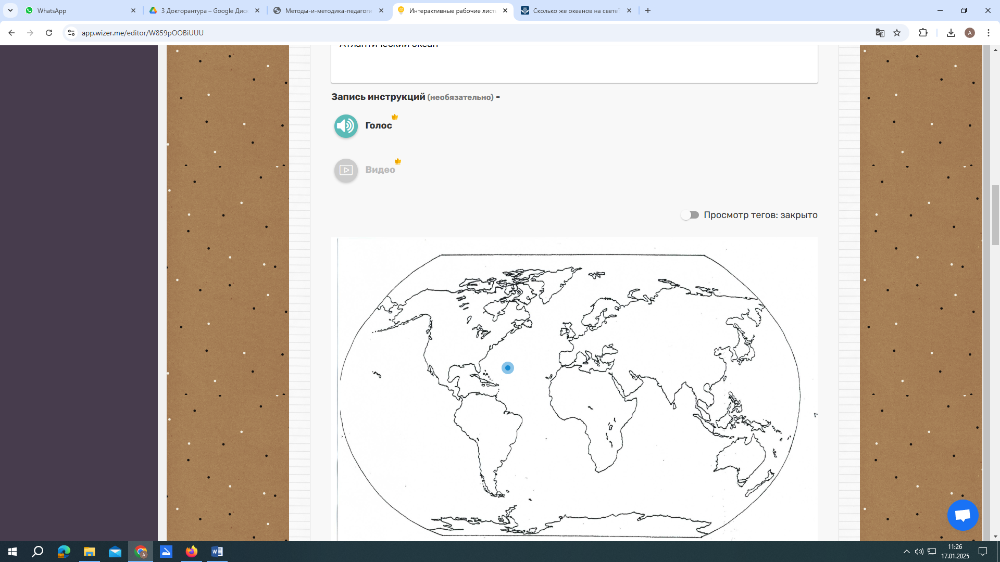 WhatsApp
3 Докторантура – Google Дис
Методы-и-методика-педагоги
Интерактивные рабочие листы
Сколько же океанов на свете?
app.wizer.me/editor/W859pOOBiUUU
A
Атлантический океан
Запись инструкций (необязательно) -
Голос
Видео
Просмотр тегов: закрыто
A
11:26
17.01.2025